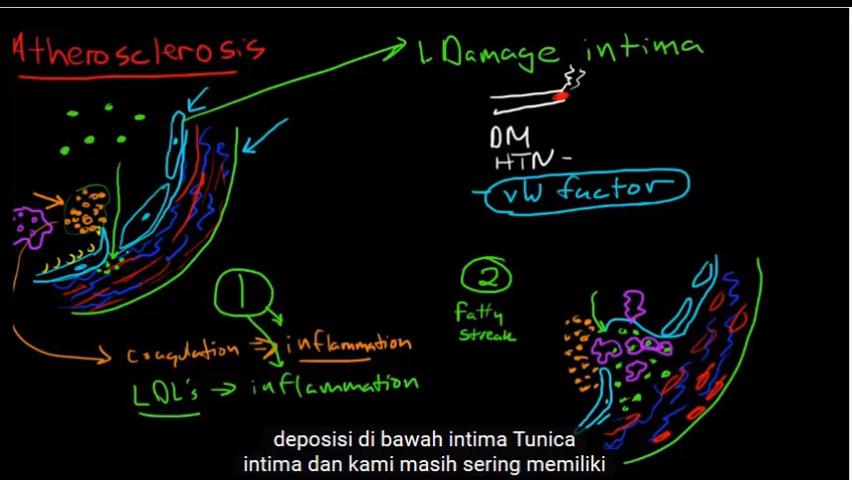 Atherosclerosis
1. Damage intima
DM
HTN -
vW factor
1
coagulation => inflammation
LDL's -> inflammation
2
Fatty
streak
deposisi di bawah intima Tunica
intima dan kami masih sering memiliki